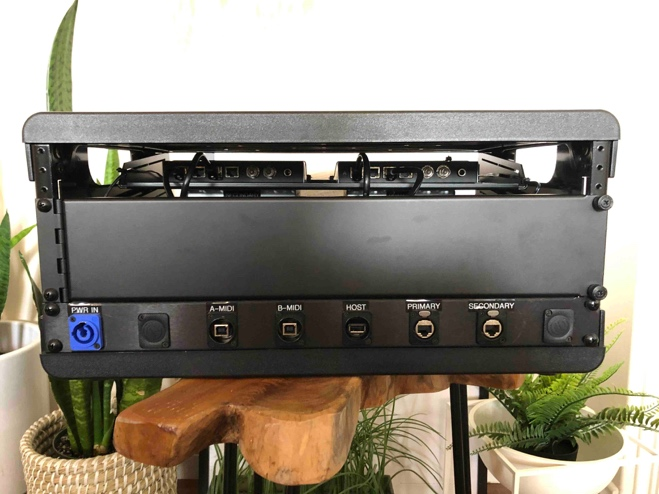 PWR IN
A-MIDI
B-MIDI
HOST
PRIMARY
SECONDARY